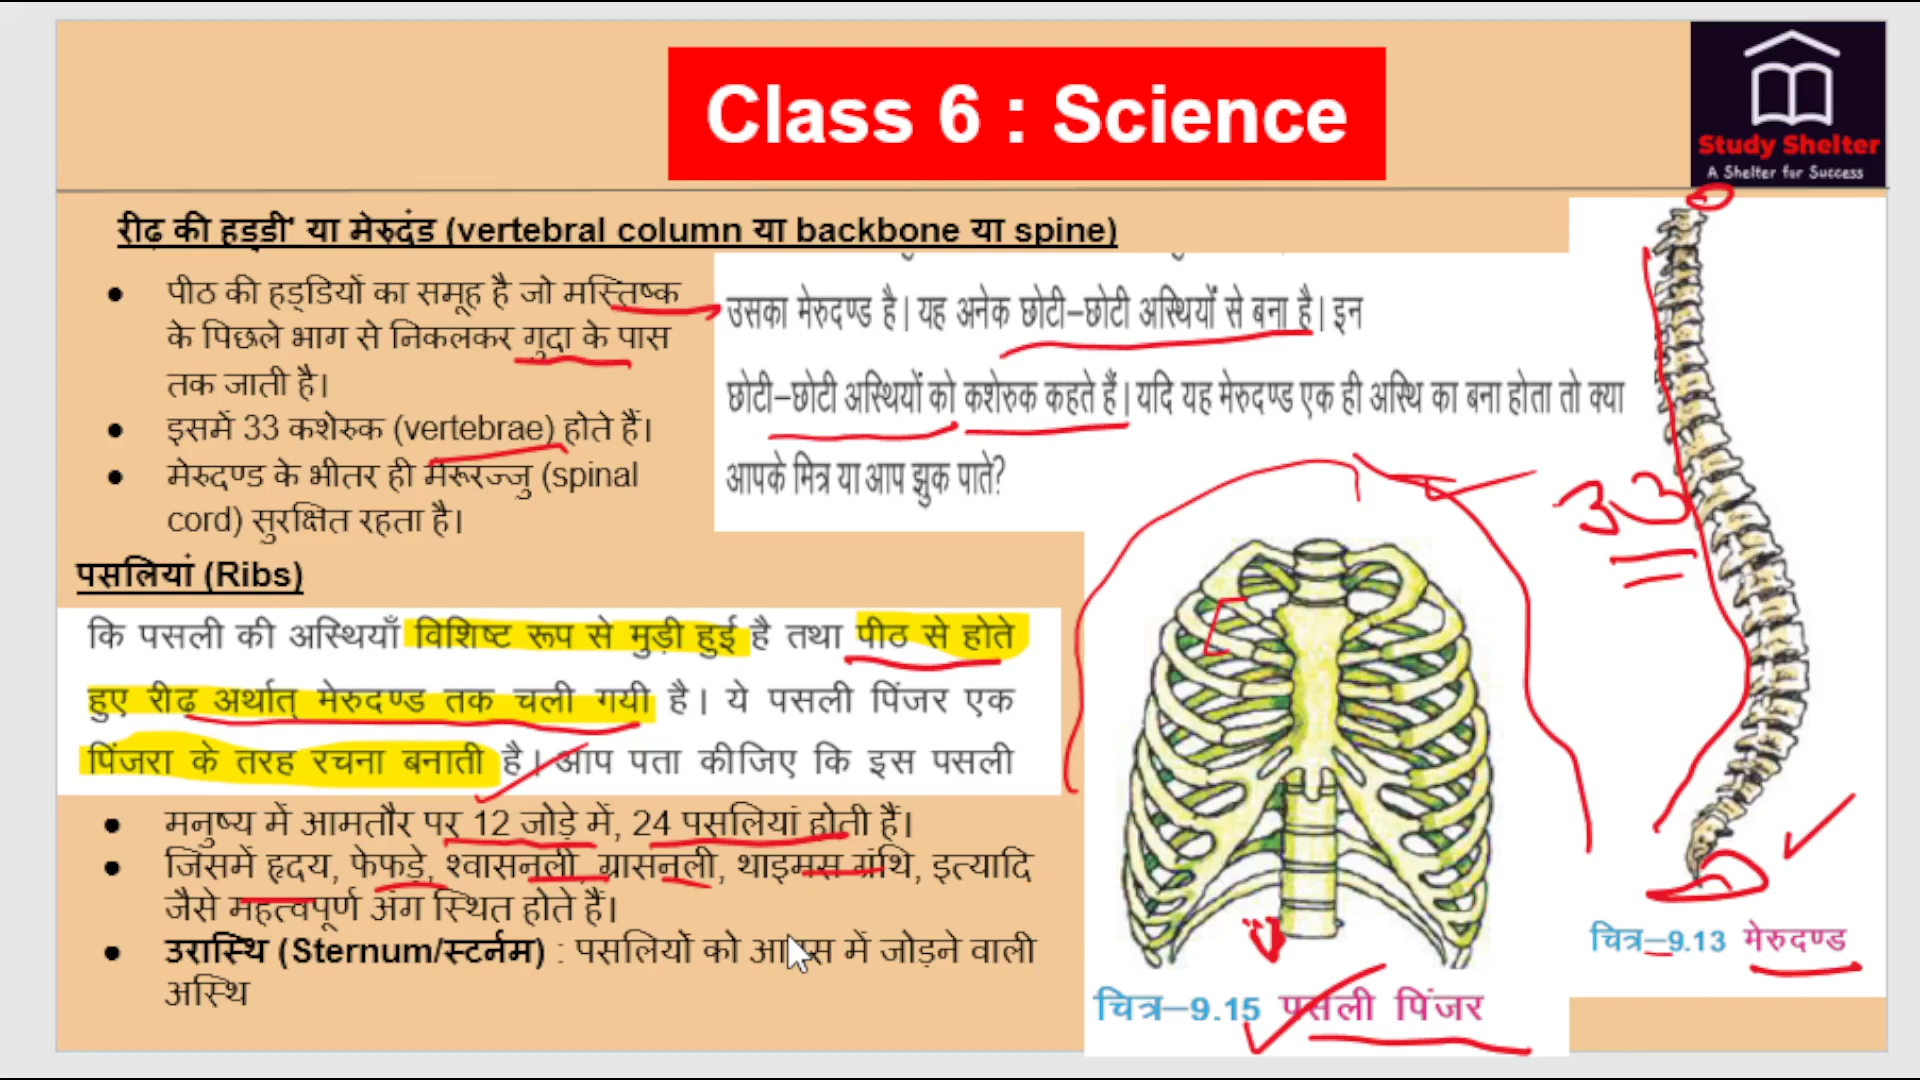 Class 6 : Science
Study Shelter
A Shelter for Success
रीढ़ की हड्डी' या मेरुदंड (vertebral column या backbone या spine)
पीठ की हड्डियों का समूह है जो मस्तिष्क
के पिछले भाग से निकलकर गुदा के पास
तक जाती है।
इसमें 33 कशेरुक (vertebrae) होते हैं।
मेरुदण्ड के भीतर ही मेरूरज्जु (spinal
cord) सुरक्षित रहता है।
उसका मेरुदण्ड है। यह अनेक छोटी-छोटी अस्थियों से बना है। इन
छोटी-छोटी अस्थियों को कशेरुक कहते हैं। यदि यह मेरुदण्ड एक ही अस्थि का बना होता तो क्या
आपके मित्र या आप झुक पाते?
33
पसलियां (Ribs)
कि पसली की अस्थियाँ विशिष्ट रूप से मुड़ी हुई है तथा पीठ से होते
हुए रीढ़ अर्थात् मेरुदण्ड तक चली गयी है। ये पसली पिंजर एक
पिंजरा के तरह रचना बनाती है। आप पता कीजिए कि इस पसली
मनुष्य में आमतौर पर 12 जोड़े में, 24 पसलियां होती हैं।
जिसमें हृदय, फेफड़े, श्वासनली, ग्रासनली, थाइमस ग्रंथि, इत्यादि
जैसे महत्वपूर्ण अंग स्थित होते हैं।
उरास्थि (Sternum/स्टर्नम) : पसलियों को आपस में जोड़ने वाली
अस्थि
चित्र-9.15 पसली पिंजर
चित्र-9.13 मेरुदण्ड